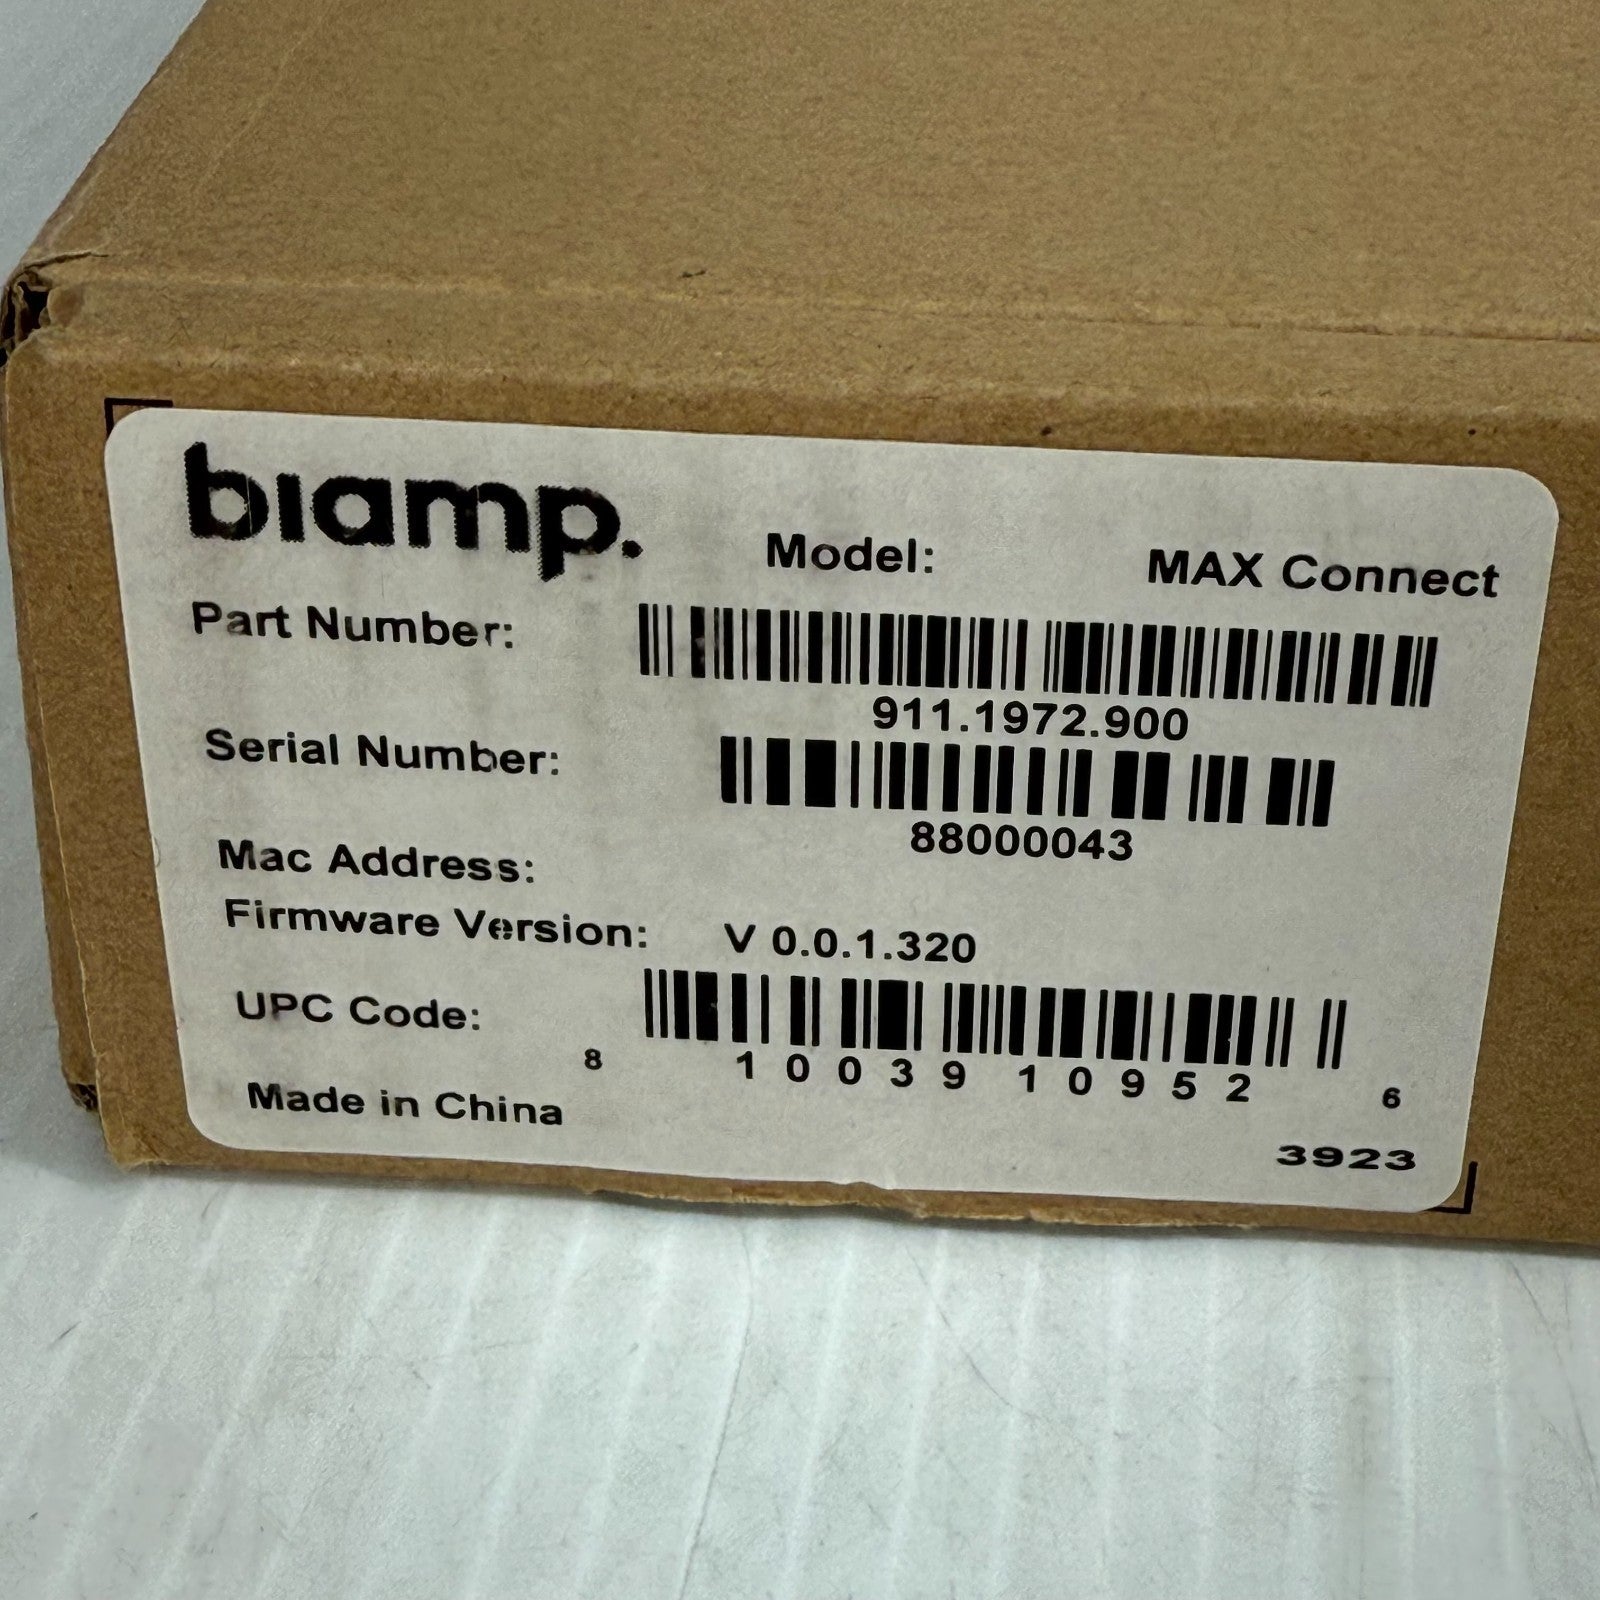 biamp.
Model: MAX Connect
Part Number:
911.1972.900
Serial Number:
88000043
Mac Address:
Firmware Version: V 0.0.1.320
UPC Code:
8 10039 10952 6
Made in China
3923